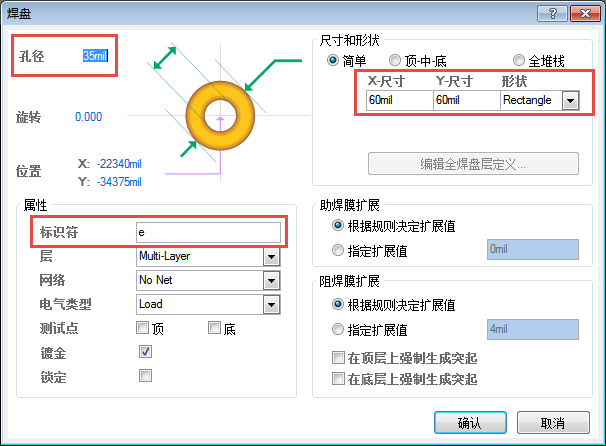 焊盘
孔径 35mil
旋转 0.000
位置 X: -22340mil
Y: -34375mil
尺寸和形状
简单 顶-中-底 全堆栈
X-尺寸 Y-尺寸 形状
60mil 60mil Rectangle
编辑全焊盘层定义...
属性
标识符 e
层 Multi-Layer
网络 No Net
电气类型 Load
测试点 顶 底
镀金
锁定
助焊膜扩展
根据规则决定扩展值
指定扩展值 0mil
阻焊膜扩展
根据规则决定扩展值
指定扩展值 4mil
在顶层上强制生成突起
在底层上强制生成突起
确认 取消